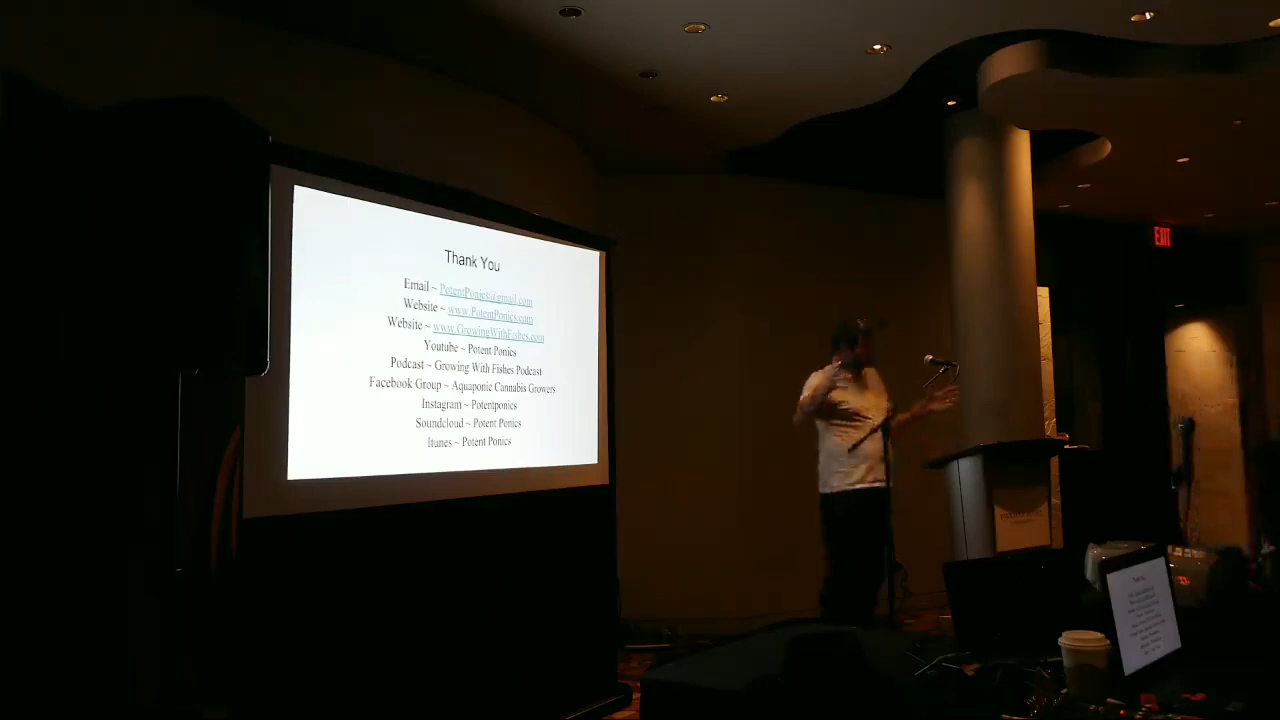 Thank You
Email ~ PotentPonics@gmail.com
Website ~ www.PotentPonics.com
Website ~ www.GrowingWithFishes.com
Youtube ~ Potent Ponics
Podcast ~ Growing With Fishes Podcast
Facebook Group ~ Aquaponic Cannabis Growers
Instagram ~ Potentponics
Soundcloud ~ Potent Ponics
Itunes ~ Potent Ponics
EXIT